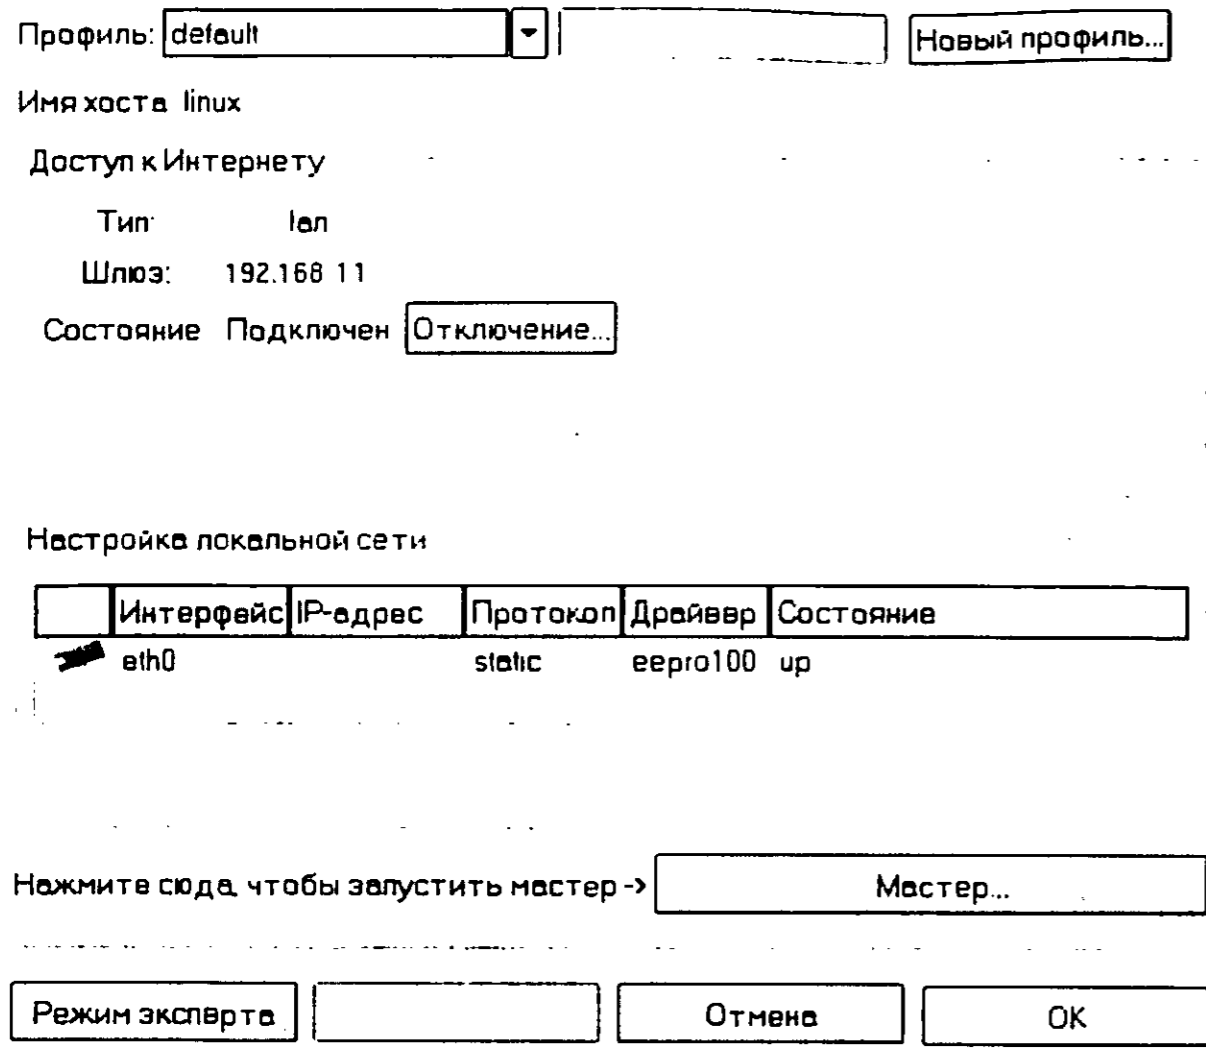 Профиль: default Новый профиль...
Имя хоста linux
Доступ к Интернету
Тип: lan
Шлюз: 192.168 1 1
Состояние Подключен Отключение...
Настройка локальной сети
Интерфейс IP-адрес Протокол Драйвер Состояние
eth0 static eepro100 up
Нажмите сюда, чтобы запустить мастер -> Мастер...
Режим эксперта Отмена OK